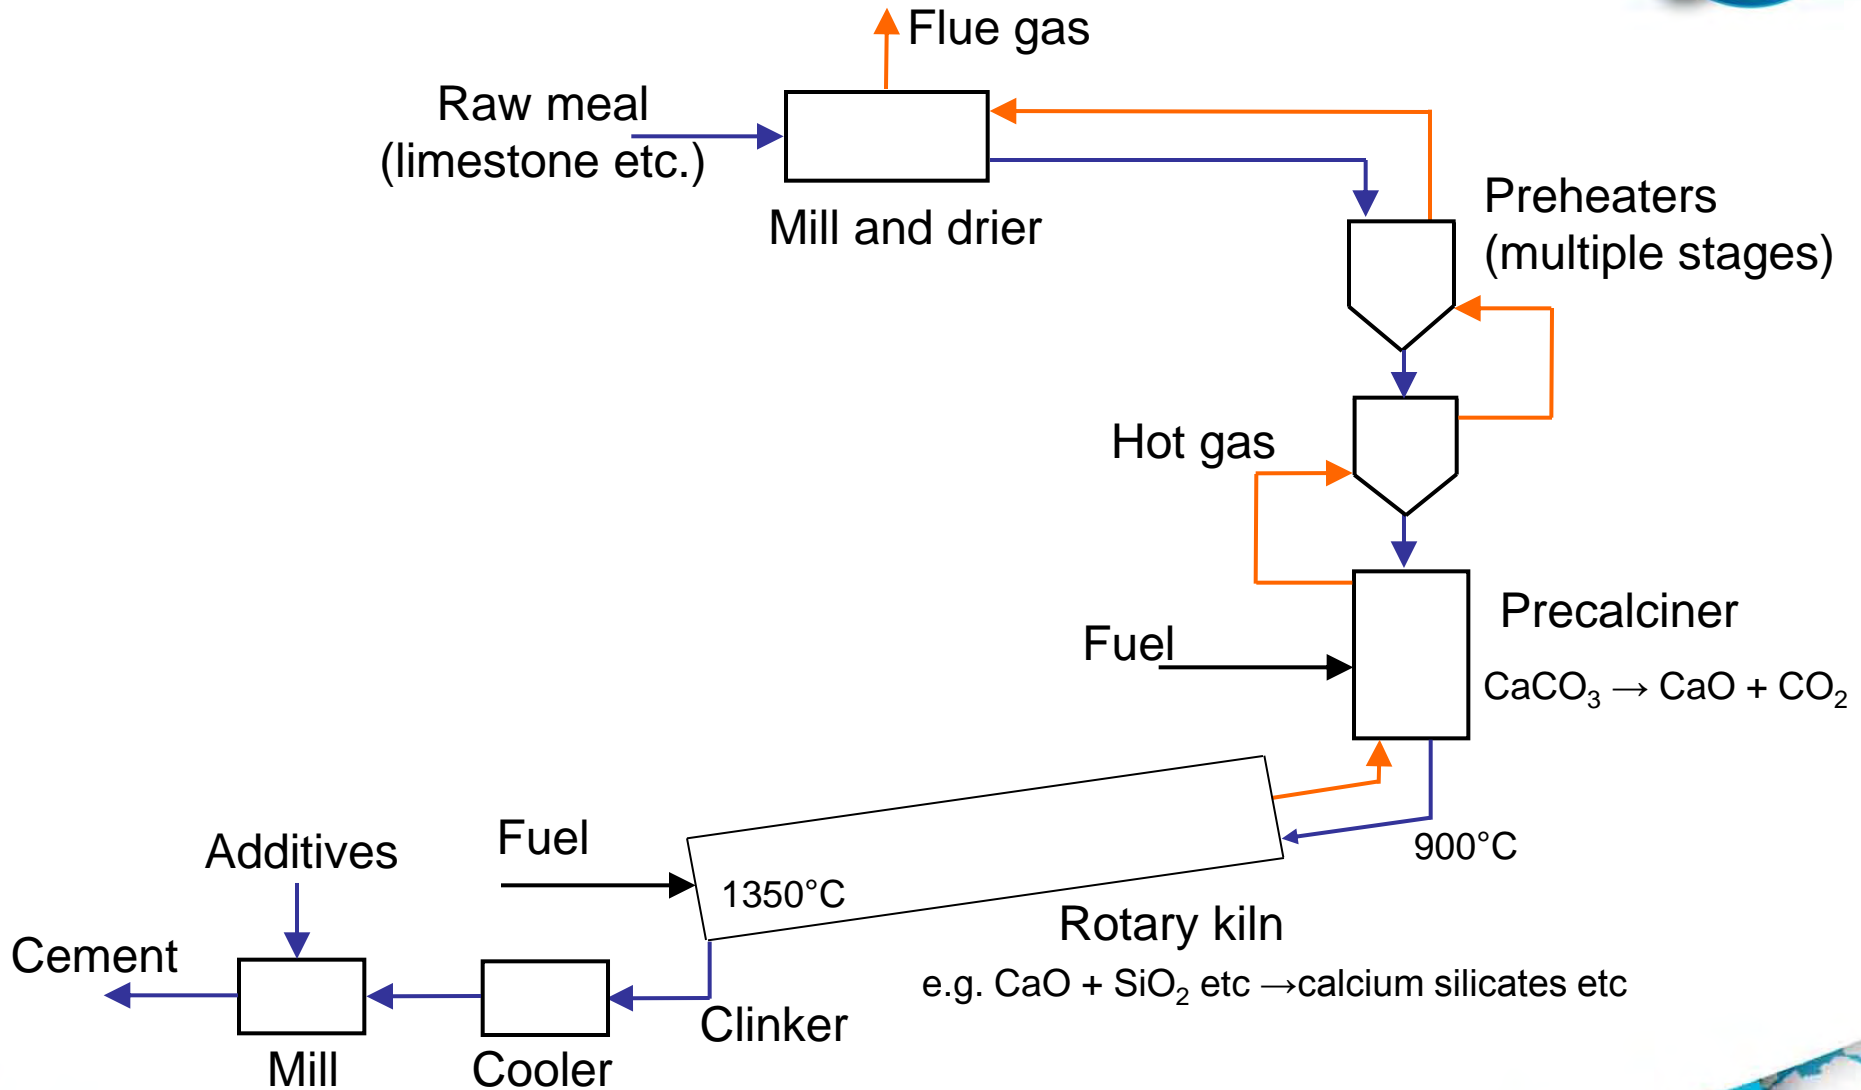 Flue gas
Raw meal
(limestone etc.)
Mill and drier
Preheaters
(multiple stages)
Hot gas
Precalciner
Fuel
CaCO₃ → CaO + CO₂
Fuel
1350°C
900°C
Additives
Rotary kiln
e.g. CaO + SiO₂ etc →calcium silicates etc
Cement
Clinker
Mill
Cooler